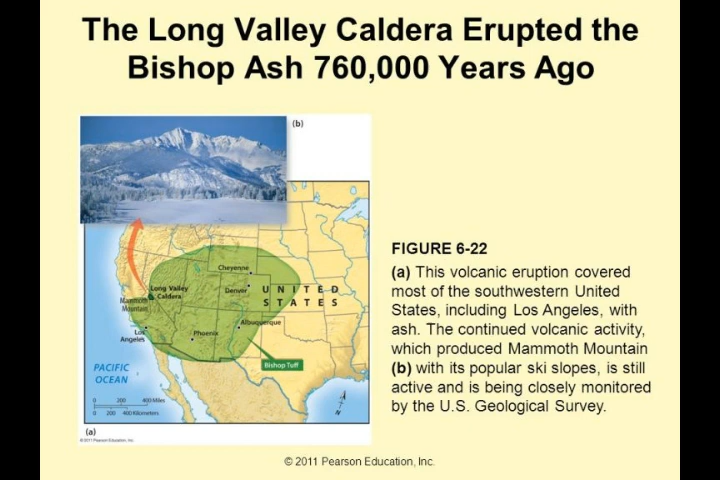 The Long Valley Caldera Erupted the
Bishop Ash 760,000 Years Ago
(b)
Cheyenne
Long Valley
Caldera
Denver
UNITED
STATES
Mammoth
Mountain
Los
Angeles
Phoenix
Albuquerque
Bishop Tuff
PACIFIC
OCEAN
0 200 400 Miles
0 200 400 Kilometers
N
(a)
© 2011 Pearson Education, Inc.
FIGURE 6-22
(a) This volcanic eruption covered
most of the southwestern United
States, including Los Angeles, with
ash. The continued volcanic activity,
which produced Mammoth Mountain
(b) with its popular ski slopes, is still
active and is being closely monitored
by the U.S. Geological Survey.
© 2011 Pearson Education, Inc.